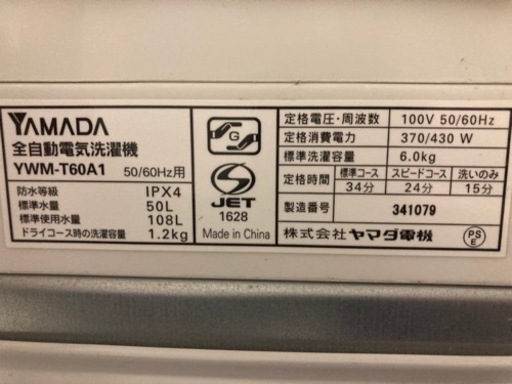 YAMADA
全自動電気洗濯機
YWM-T60A1 50/60Hz用
防水等級 IPX4
標準水量 50L
標準使用水量 108L
ドライコース時の洗濯容量 1.2kg
G
S
JET
1628
Made in China
定格電圧・周波数 100V 50/60Hz
定格消費電力 370/430 W
標準洗濯容量 6.0kg
定格時間 標準コース スピードコース 洗いのみ
34分 24分 15分
製造番号 341079
株式会社 ヤマダ電機
PS
E